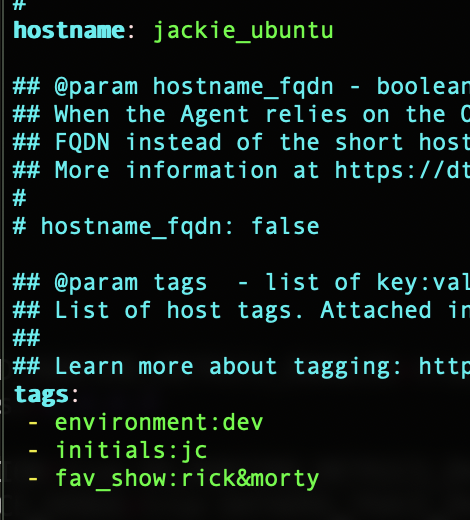 #
hostname: jackie_ubuntu
## @param hostname_fqdn - boolean
## When the Agent relies on the
## FQDN instead of the short host
## More information at https://dt
#
# hostname_fqdn: false
## @param tags  - list of key:val
## List of host tags. Attached in
##
## Learn more about tagging: http
tags:
 - environment:dev
 - initials:jc
 - fav_show:rick&morty